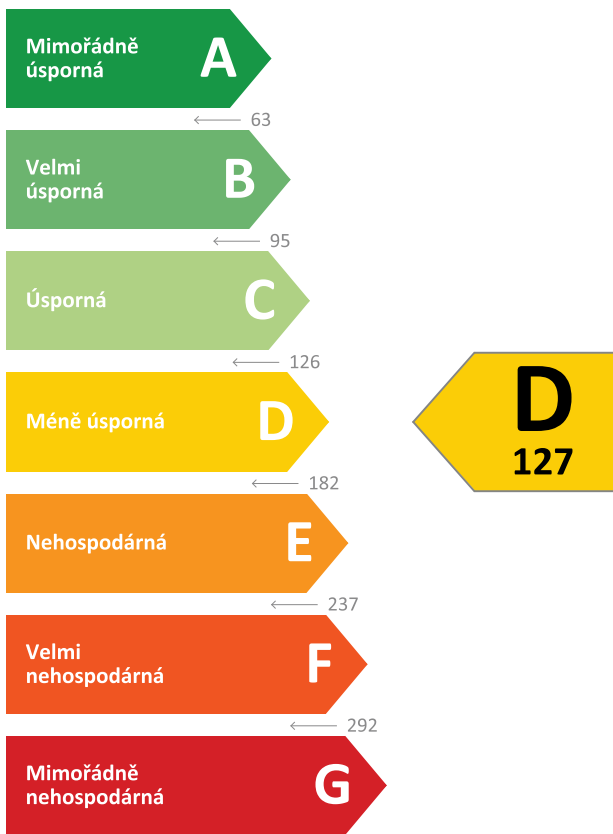 Mimořádně
úsporná
A
63
Velmi
úsporná
B
95
Úsporná
C
126
Méně úsporná
D
D
127
182
Nehospodárná
E
237
Velmi
nehospodárná
F
292
Mimořádně
nehospodárná
G